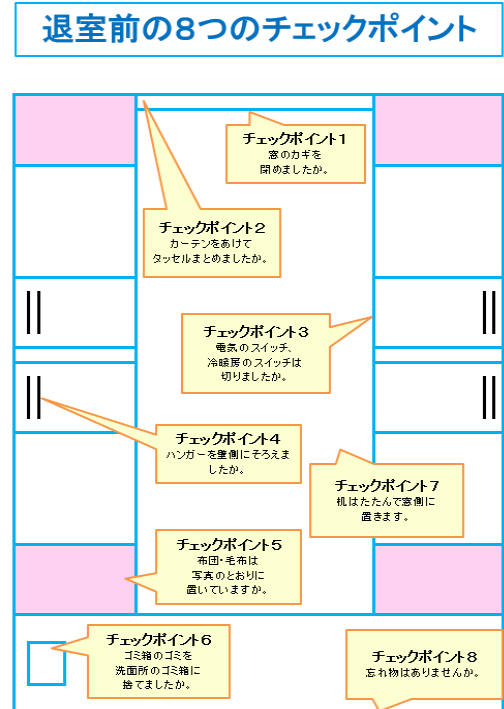 退室前の8つのチェックポイント
チェックポイント1
窓のカギを
閉めましたか。
チェックポイント2
カーテンをあけて
タッセルまとめましたか。
チェックポイント3
電気のスイッチ、
冷暖房のスイッチは
切りましたか。
チェックポイント4
ハンガーを壁側にそろえま
したか。
チェックポイント7
机はたたんで窓側に
置きます。
チェックポイント5
布団・毛布は
写真のとおりに
置いていますか。
チェックポイント6
ゴミ箱のゴミを
洗面所のゴミ箱に
捨てましたか。
チェックポイント8
忘れ物はありませんか。